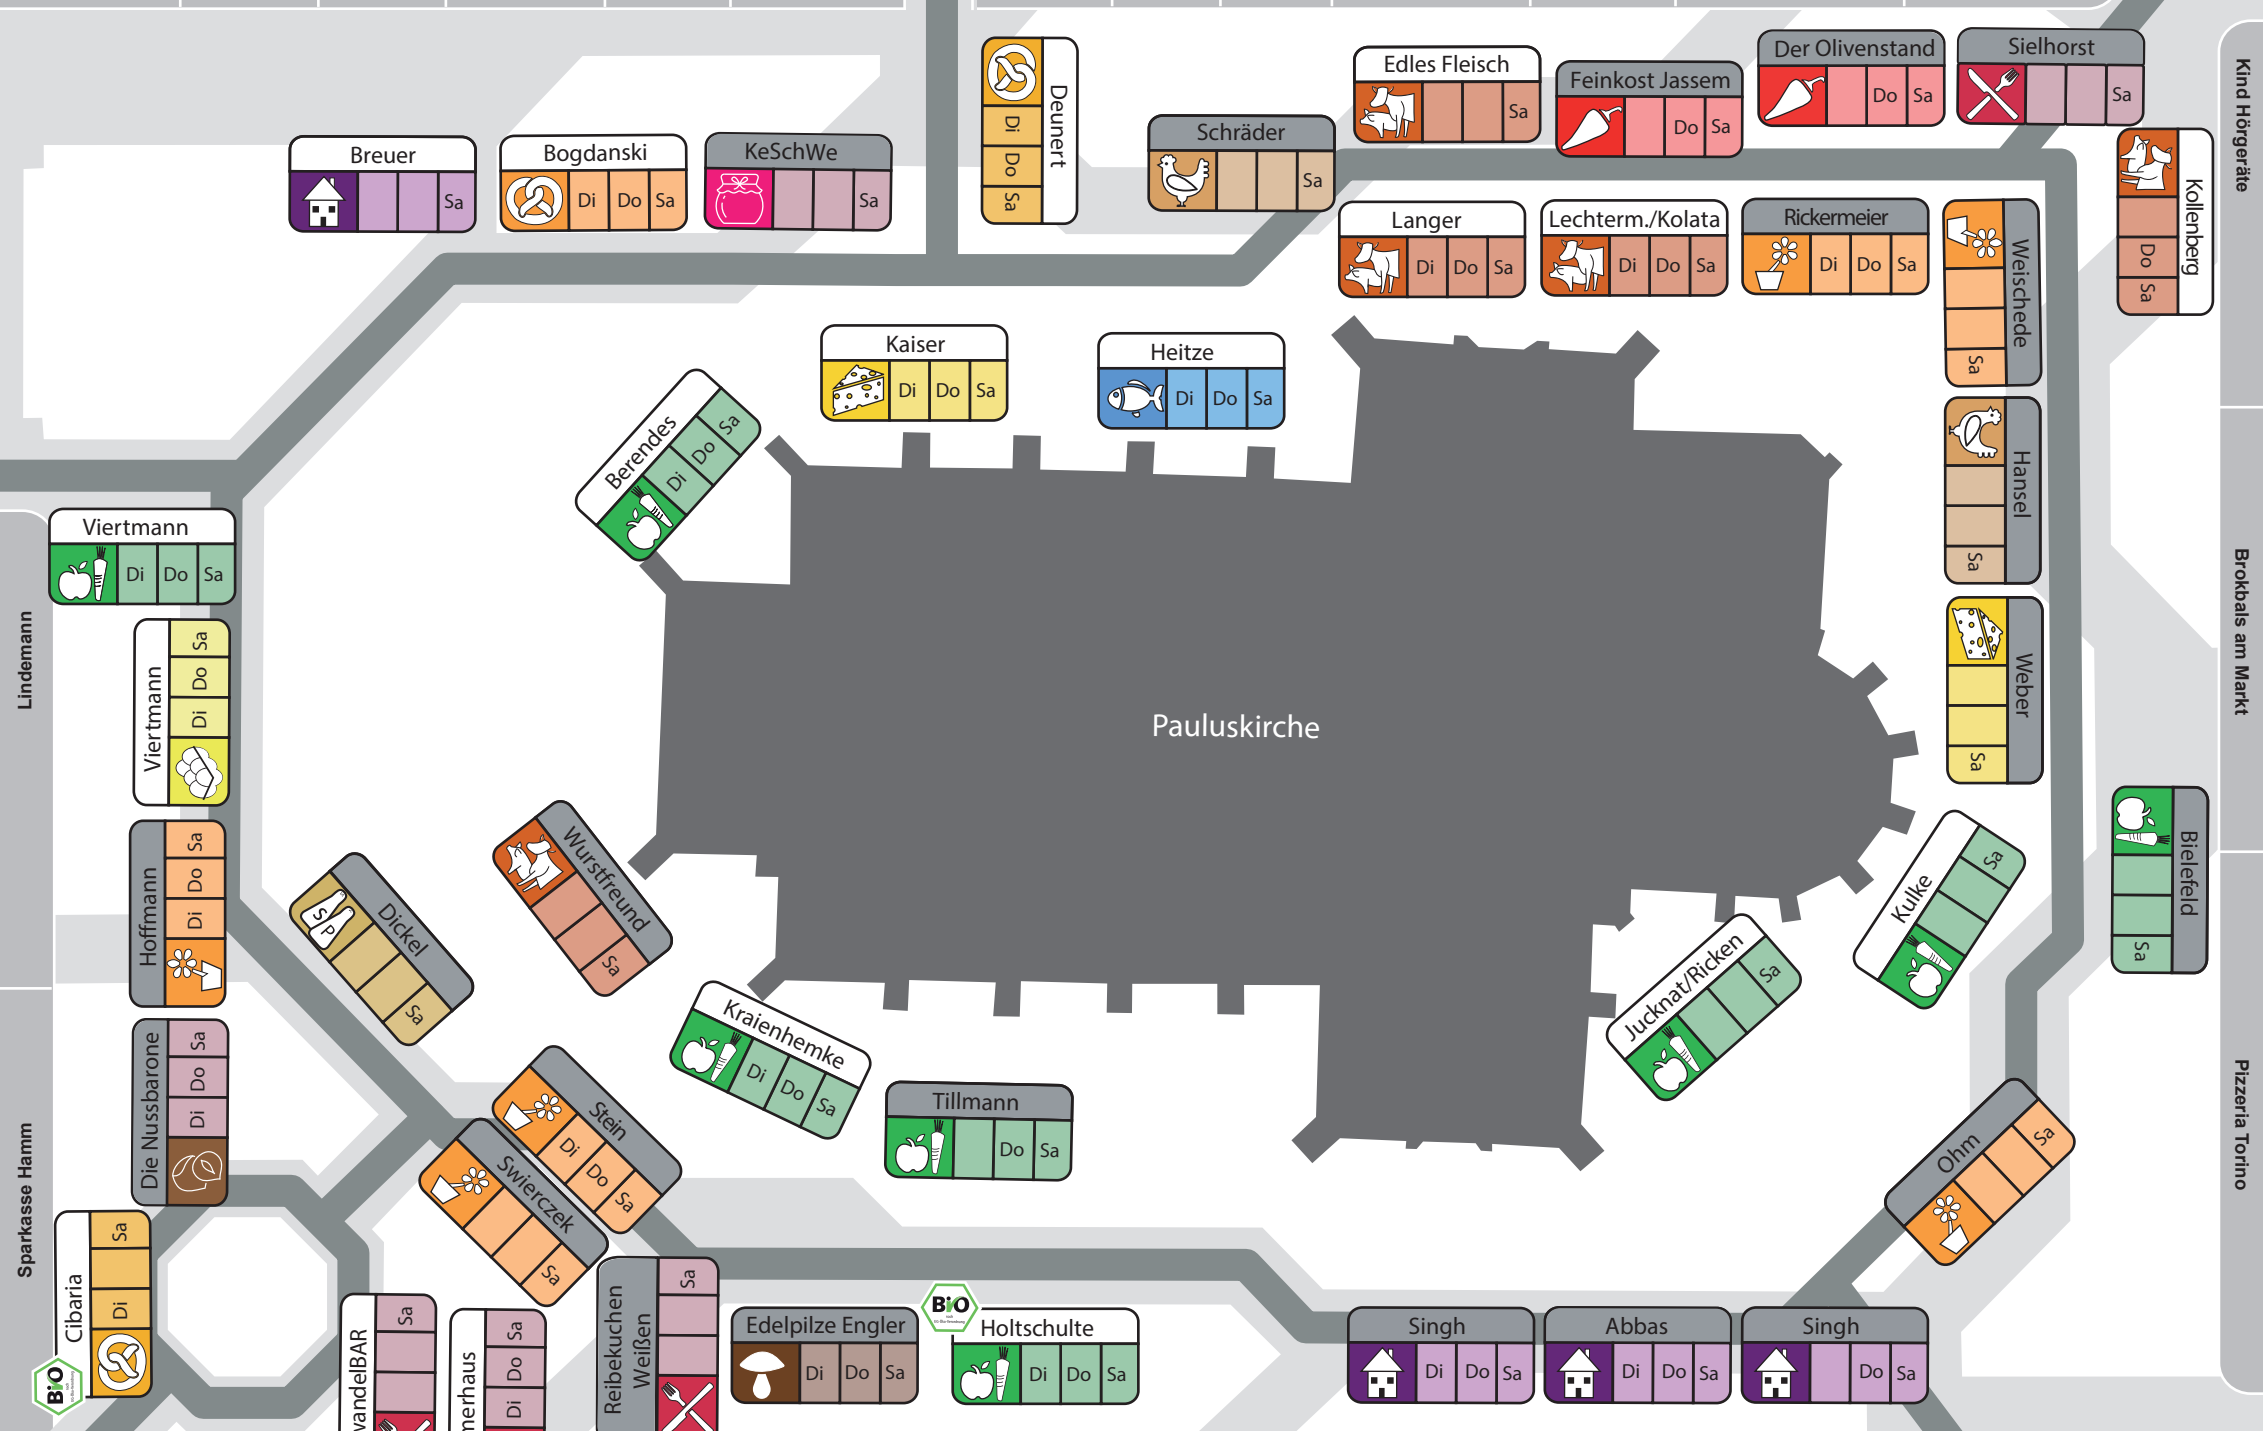 Der Olivenstand
Do Sa
Sielhorst
Sa
Edles Fleisch
Sa
Feinkost Jassem
Do Sa
Kind Hörgeräte
Deunert
Di Do Sa
Schräder
Sa
Breuer
Sa
Bogdanski
Di Do Sa
KeSchWe
Sa
Kollenberg
Do Sa
Langer
Di Do Sa
Lechterm./Kolata
Di Do Sa
Rickermeier
Di Do Sa
Weischede
Sa
Kaiser
Di Do Sa
Heitze
Di Do Sa
Berendes
Di Do Sa
Hansel
Sa
Viertmann
Di Do Sa
Brokbals am Markt
Lindemann
Viertmann
Di Do Sa
Weber
Sa
Pauluskirche
Hoffmann
Di Do Sa
Wurstfreund
Sa
Dickel
S P
Sa
Kulke
Sa
Bielefeld
Sa
Jucknat/Ricken
Sa
Kraienhemke
Di Do Sa
Tillmann
Do Sa
Die Nussbarone
Di Do Sa
Stein
Di Do Sa
Swierczek
Sa
Ohm
Sa
Pizzeria Torino
Sparkasse Hamm
Cibaria
Di Sa
BiO
wandelBAR
Sa
merhaus
Di Do Sa
Reibekuchen
Weißen
Sa
Edelpilze Engler
Di Do Sa
BiO
Holtschulte
Di Do Sa
Singh
Di Do Sa
Abbas
Di Do Sa
Singh
Do Sa